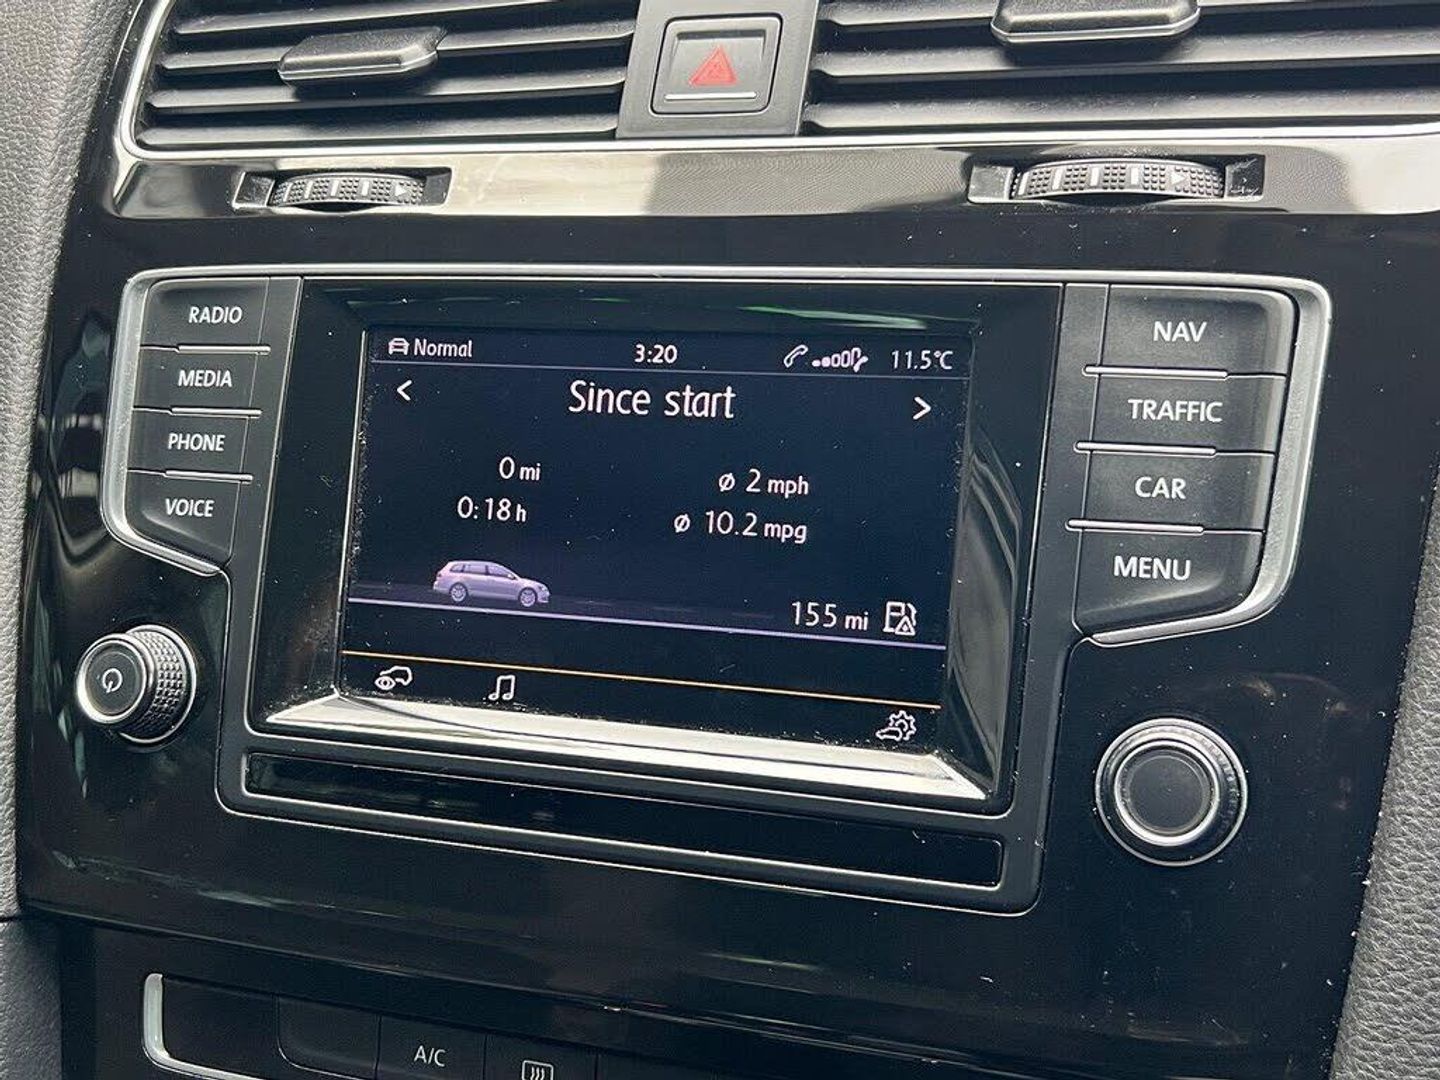 RADIO
MEDIA
PHONE
VOICE
Normal
3:20
11.5°C
<
Since start
>
0 mi
ø 2 mph
0:18 h
ø 10.2 mpg
155 mi
NAV
TRAFFIC
CAR
MENU
A/C